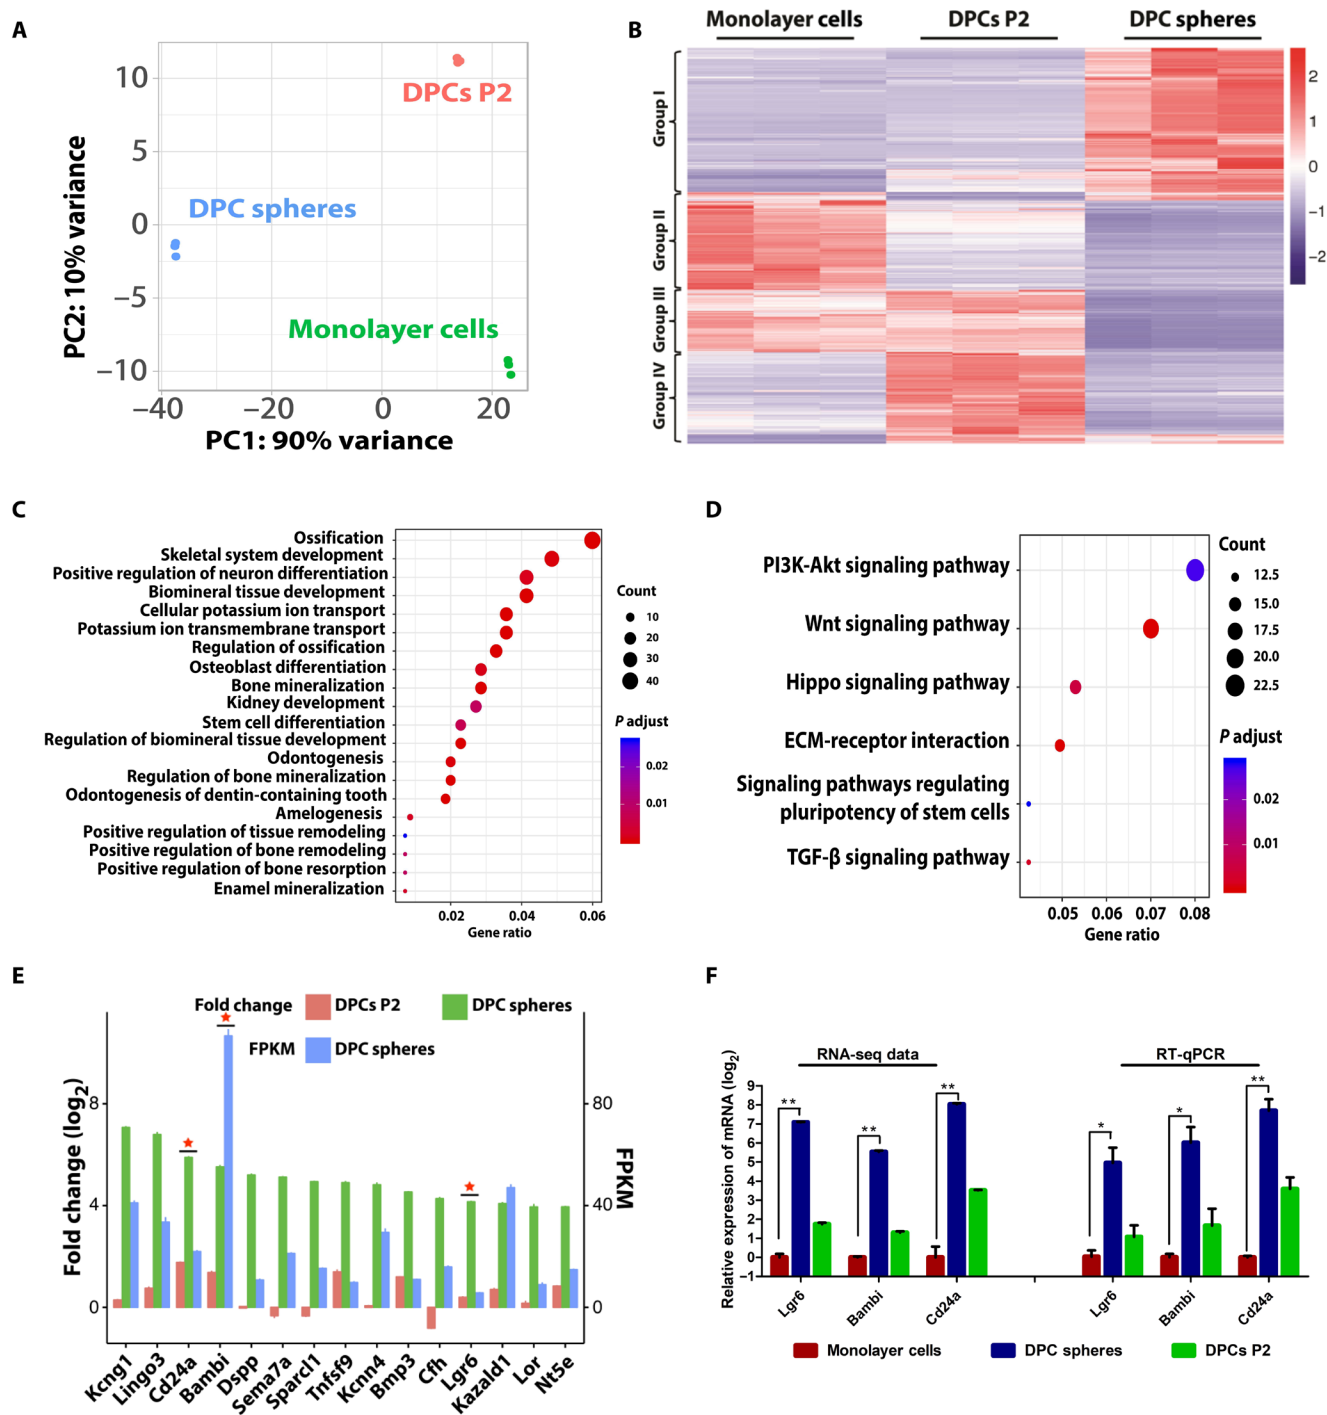 A
DPCs P2
DPC spheres
Monolayer cells
10
5
0
−5
−10
PC2: 10% variance
−40
−20
0
20
PC1: 90% variance
B
Monolayer cells
DPCs P2
DPC spheres
Group I
Group II
Group III
Group IV
2
1
0
−1
−2
C
Ossification
Skeletal system development
Positive regulation of neuron differentiation
Biomineral tissue development
Cellular potassium ion transport
Potassium ion transmembrane transport
Regulation of ossification
Osteoblast differentiation
Bone mineralization
Kidney development
Stem cell differentiation
Regulation of biomineral tissue development
Odontogenesis
Regulation of bone mineralization
Odontogenesis of dentin-containing tooth
Amelogenesis
Positive regulation of tissue remodeling
Positive regulation of bone remodeling
Positive regulation of bone resorption
Enamel mineralization
0.02
0.04
0.06
Gene ratio
Count
10
20
30
40
P adjust
0.02
0.01
D
PI3K-Akt signaling pathway
Wnt signaling pathway
Hippo signaling pathway
ECM-receptor interaction
Signaling pathways regulating
pluripotency of stem cells
TGF-β signaling pathway
0.05
0.06
0.07
0.08
Gene ratio
Count
12.5
15.0
17.5
20.0
22.5
P adjust
0.02
0.01
E
Fold change
DPCs P2
DPC spheres
FPKM
DPC spheres
Fold change (log2)
8
4
0
80
40
0
FPKM
Kcng1
Lingo3
Cd24a
Bambi
Dspp
Sema7a
Sparcl1
Tnfsf9
Kcnn4
Bmp3
Cfh
Lgr6
Kazald1
Lor
Nt5e
F
RNA-seq data
RT-qPCR
Relative expression of mRNA (log2)
9
8
7
6
5
4
3
2
1
0
−1
**
**
**
*
*
**
Lgr6
Bambi
Cd24a
Lgr6
Bambi
Cd24a
Monolayer cells
DPC spheres
DPCs P2